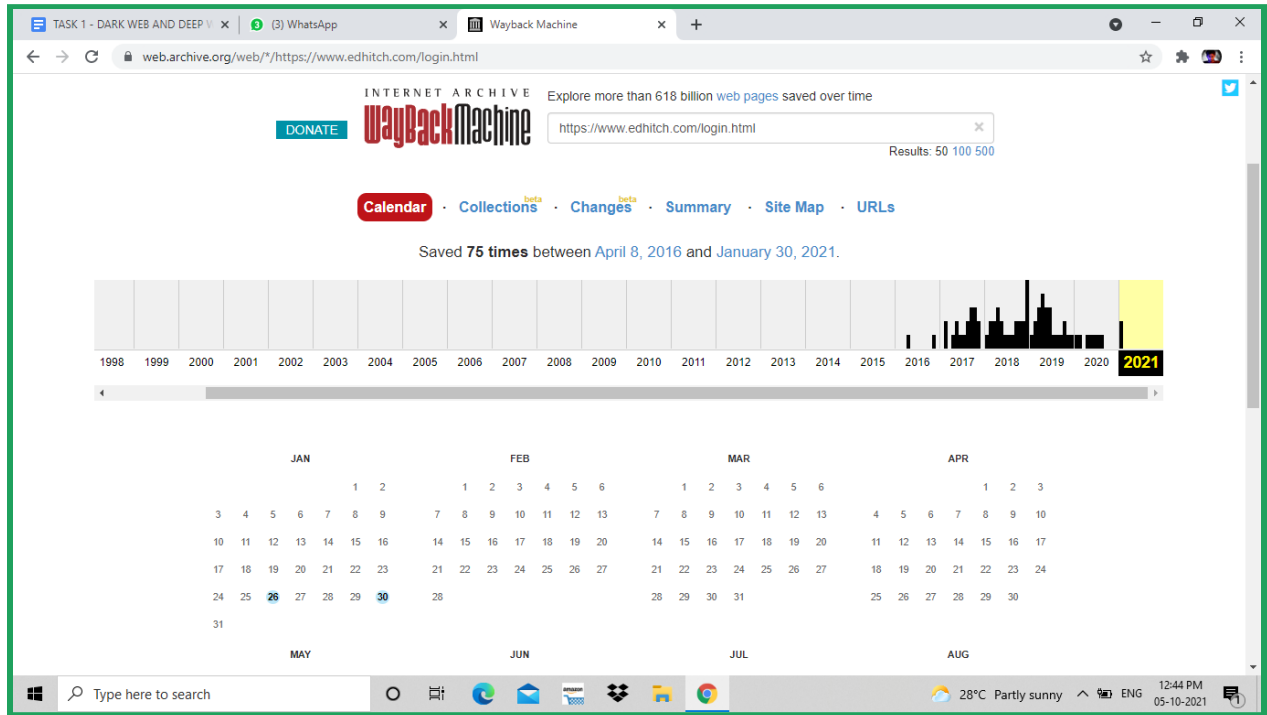 TASK 1 - DARK WEB AND DEEP W
(3) WhatsApp
Wayback Machine
web.archive.org/web/*/https://www.edhitch.com/login.html
INTERNET ARCHIVE
WayBackMachine
DONATE
Explore more than 618 billion web pages saved over time
https://www.edhitch.com/login.html
Results: 50 100 500
Calendar · Collections beta · Changes beta · Summary · Site Map · URLs
Saved 75 times between April 8, 2016 and January 30, 2021.
1998 1999 2000 2001 2002 2003 2004 2005 2006 2007 2008 2009 2010 2011 2012 2013 2014 2015 2016 2017 2018 2019 2020 2021
JAN
1 2
3 4 5 6 7 8 9
10 11 12 13 14 15 16
17 18 19 20 21 22 23
24 25 26 27 28 29 30
31
FEB
1 2 3 4 5 6
7 8 9 10 11 12 13
14 15 16 17 18 19 20
21 22 23 24 25 26 27
28
MAR
1 2 3 4 5 6
7 8 9 10 11 12 13
14 15 16 17 18 19 20
21 22 23 24 25 26 27
28 29 30 31
APR
1 2 3
4 5 6 7 8 9 10
11 12 13 14 15 16 17
18 19 20 21 22 23 24
25 26 27 28 29 30
MAY JUN JUL AUG
Type here to search
amazon
28°C Partly sunny
ENG
12:44 PM
05-10-2021
1